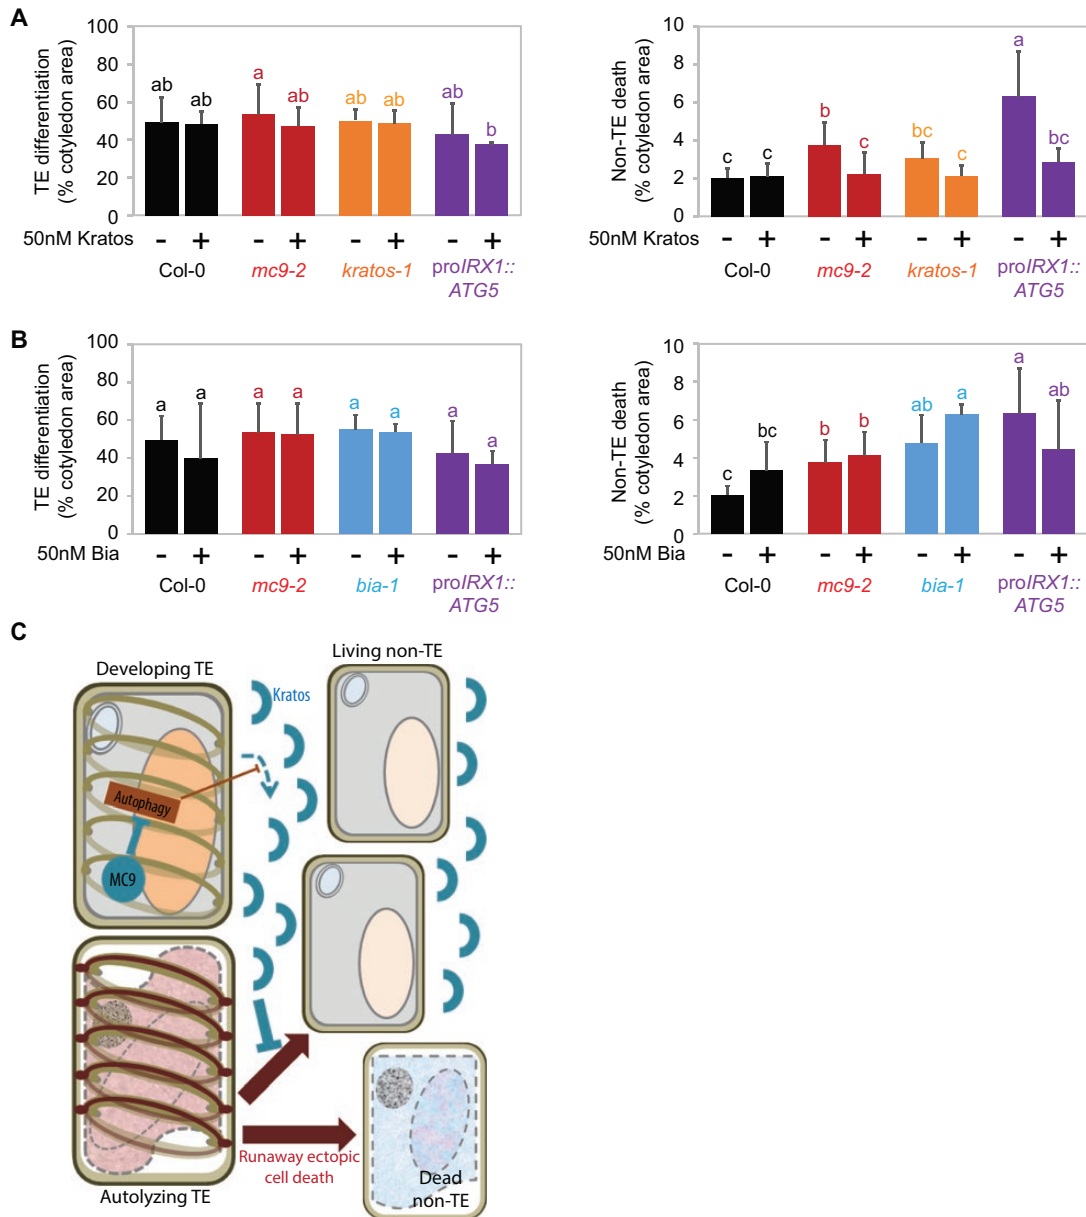 A
TE differentiation
(% cotyledon area)
100
80
60
40
20
0
ab
ab
a
ab
ab
ab
ab
b
50nM Kratos
- + - + - + - +
Col-0
mc9-2
kratos-1
proIRX1::
ATG5
Non-TE death
(% cotyledon area)
10
8
6
4
2
0
c
c
b
c
bc
c
a
bc
50nM Kratos
- + - + - + - +
Col-0
mc9-2
kratos-1
proIRX1::
ATG5
B
TE differentiation
(% cotyledon area)
100
80
60
40
20
0
a
a
a
a
a
a
a
a
50nM Bia
- + - + - + - +
Col-0
mc9-2
bia-1
proIRX1::
ATG5
Non-TE death
(% cotyledon area)
10
8
6
4
2
0
c
bc
b
b
ab
a
a
ab
50nM Bia
- + - + - + - +
Col-0
mc9-2
bia-1
proIRX1::
ATG5
C
Developing TE
Living non-TE
Kratos
Autophagy
MC9
Runaway ectopic
cell death
Autolyzing TE
Dead
non-TE